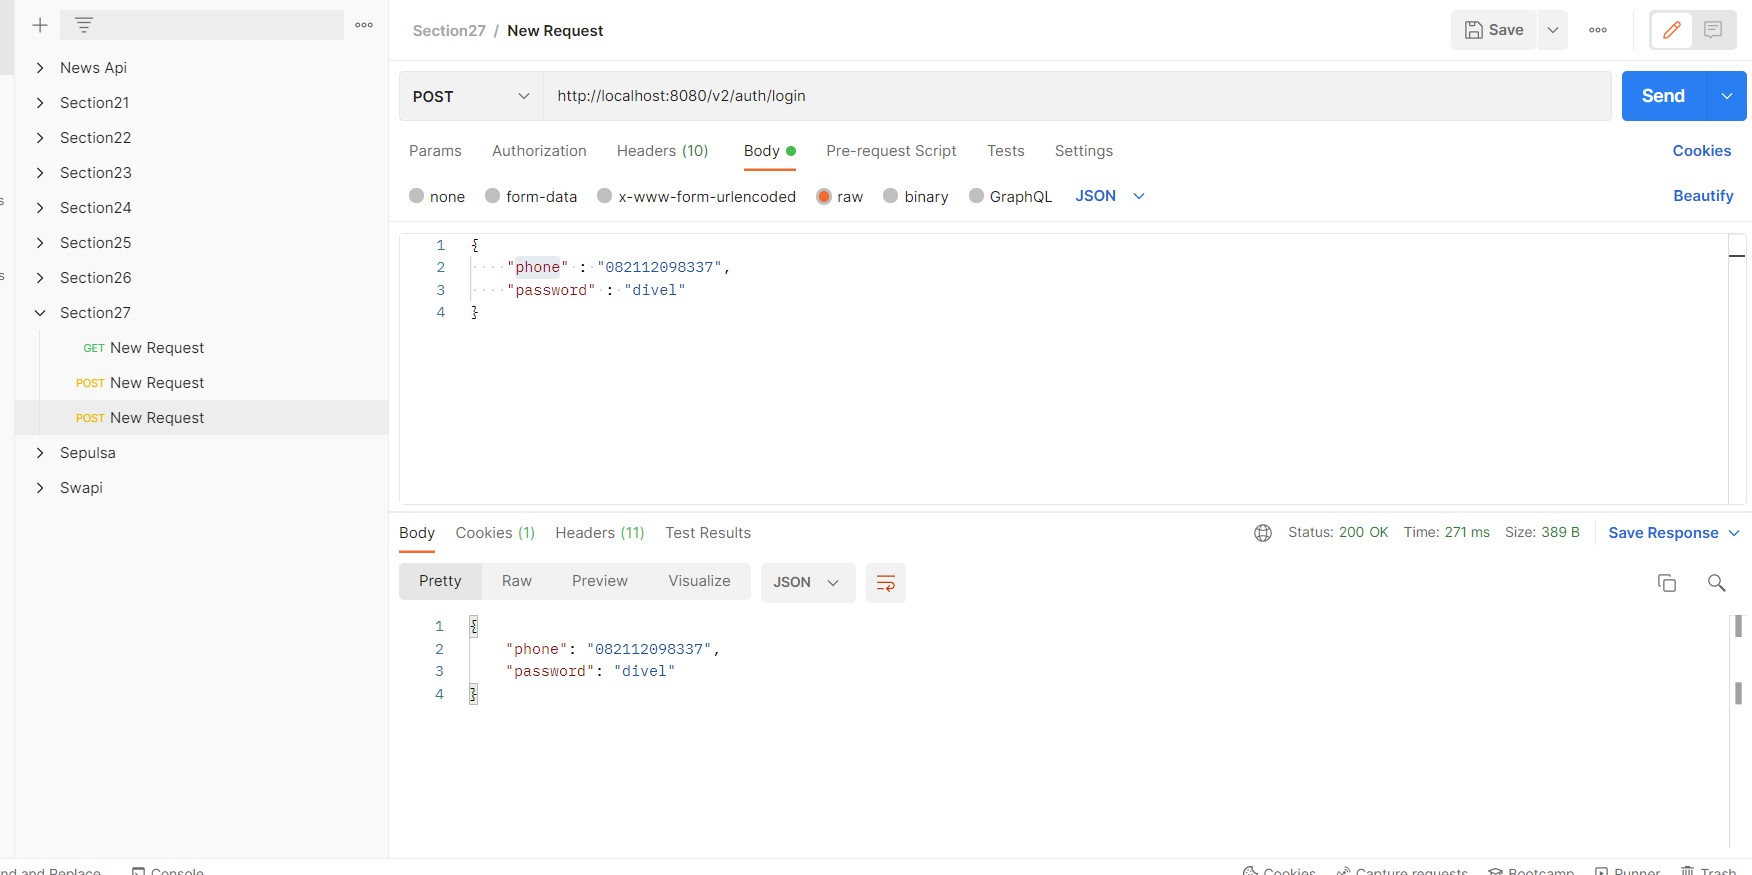 Section27 / New Request
Save
POST
http://localhost:8080/v2/auth/login
Send
Params
Authorization
Headers (10)
Body
Pre-request Script
Tests
Settings
Cookies
none
form-data
x-www-form-urlencoded
raw
binary
GraphQL
JSON
Beautify
1 {
2 ····"phone"·:·"082112098337",
3 ····"password"·:·"divel"
4 }
News Api
Section21
Section22
Section23
Section24
Section25
Section26
Section27
GET New Request
POST New Request
POST New Request
Sepulsa
Swapi
Body
Cookies (1)
Headers (11)
Test Results
Status: 200 OK
Time: 271 ms
Size: 389 B
Save Response
Pretty
Raw
Preview
Visualize
JSON
1 {
2 "phone": "082112098337",
3 "password": "divel"
4 }
nd and Replace
Console
Cookies
Capture requests
Bootcamp
Runner
Trash